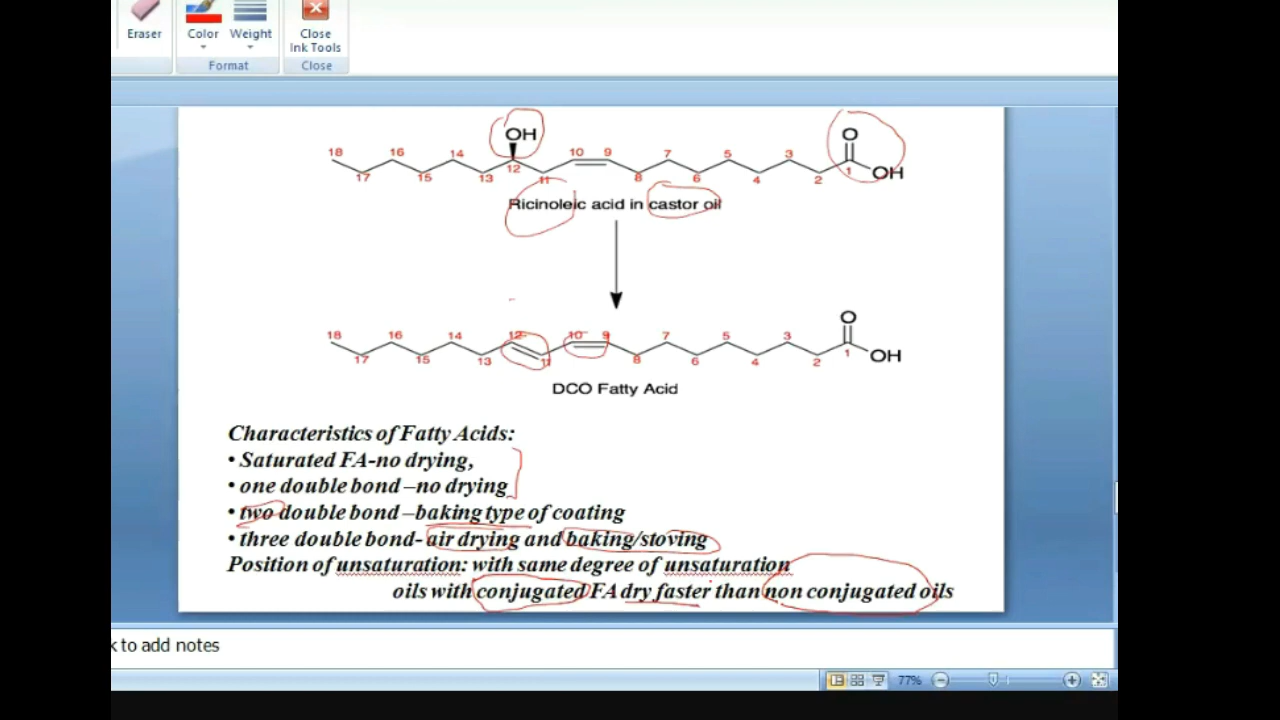 Eraser
Color
Weight
Close
Ink Tools
Format
Close
OH
O
18 17 16 15 14 13 12 11 10 9 8 7 6 5 4 3 2 1
OH
Ricinoleic acid in castor oil
O
18 17 16 15 14 13 12 11 10 9 8 7 6 5 4 3 2 1
OH
DCO Fatty Acid
Characteristics of Fatty Acids:
• Saturated FA-no drying,
• one double bond –no drying
• two double bond –baking type of coating
• three double bond- air drying and baking/stoving
Position of unsaturation: with same degree of unsaturation
oils with conjugated FA dry faster than non conjugated oils
k to add notes
77%